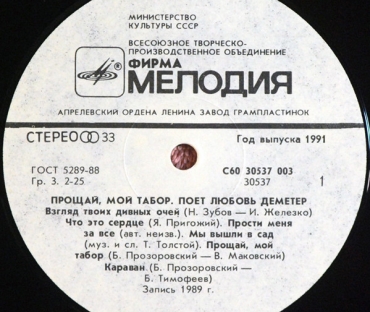 МИНИСТЕРСТВО
КУЛЬТУРЫ СССР
ВСЕСОЮЗНОЕ ТВОРЧЕСКО-
ПРОИЗВОДСТВЕННОЕ ОБЪЕДИНЕНИЕ
ФИРМА
® МЕЛОДИЯ
АПРЕЛЕВСКИЙ ОРДЕНА ЛЕНИНА ЗАВОД ГРАМПЛАСТИНОК
СТЕРЕО 33
Год выпуска 1991
ГОСТ 5289-88
С60 30537 003
Гр. 3. 2-25
30537
1
ПРОЩАЙ, МОЙ ТАБОР. ПОЕТ ЛЮБОВЬ ДЕМЕТЕР
Взгляд твоих дивных очей (Н. Зубов — И. Железко)
Что это сердце (Я. Пригожий). Прости меня
за все (авт. неизв.). Мы вышли в сад
(муз. и сл. Т. Толстой). Прощай, мой
табор (Б. Прозоровский — В. Маковский)
Караван (Б. Прозоровский —
Б. Тимофеев)
Запись 1989 г.